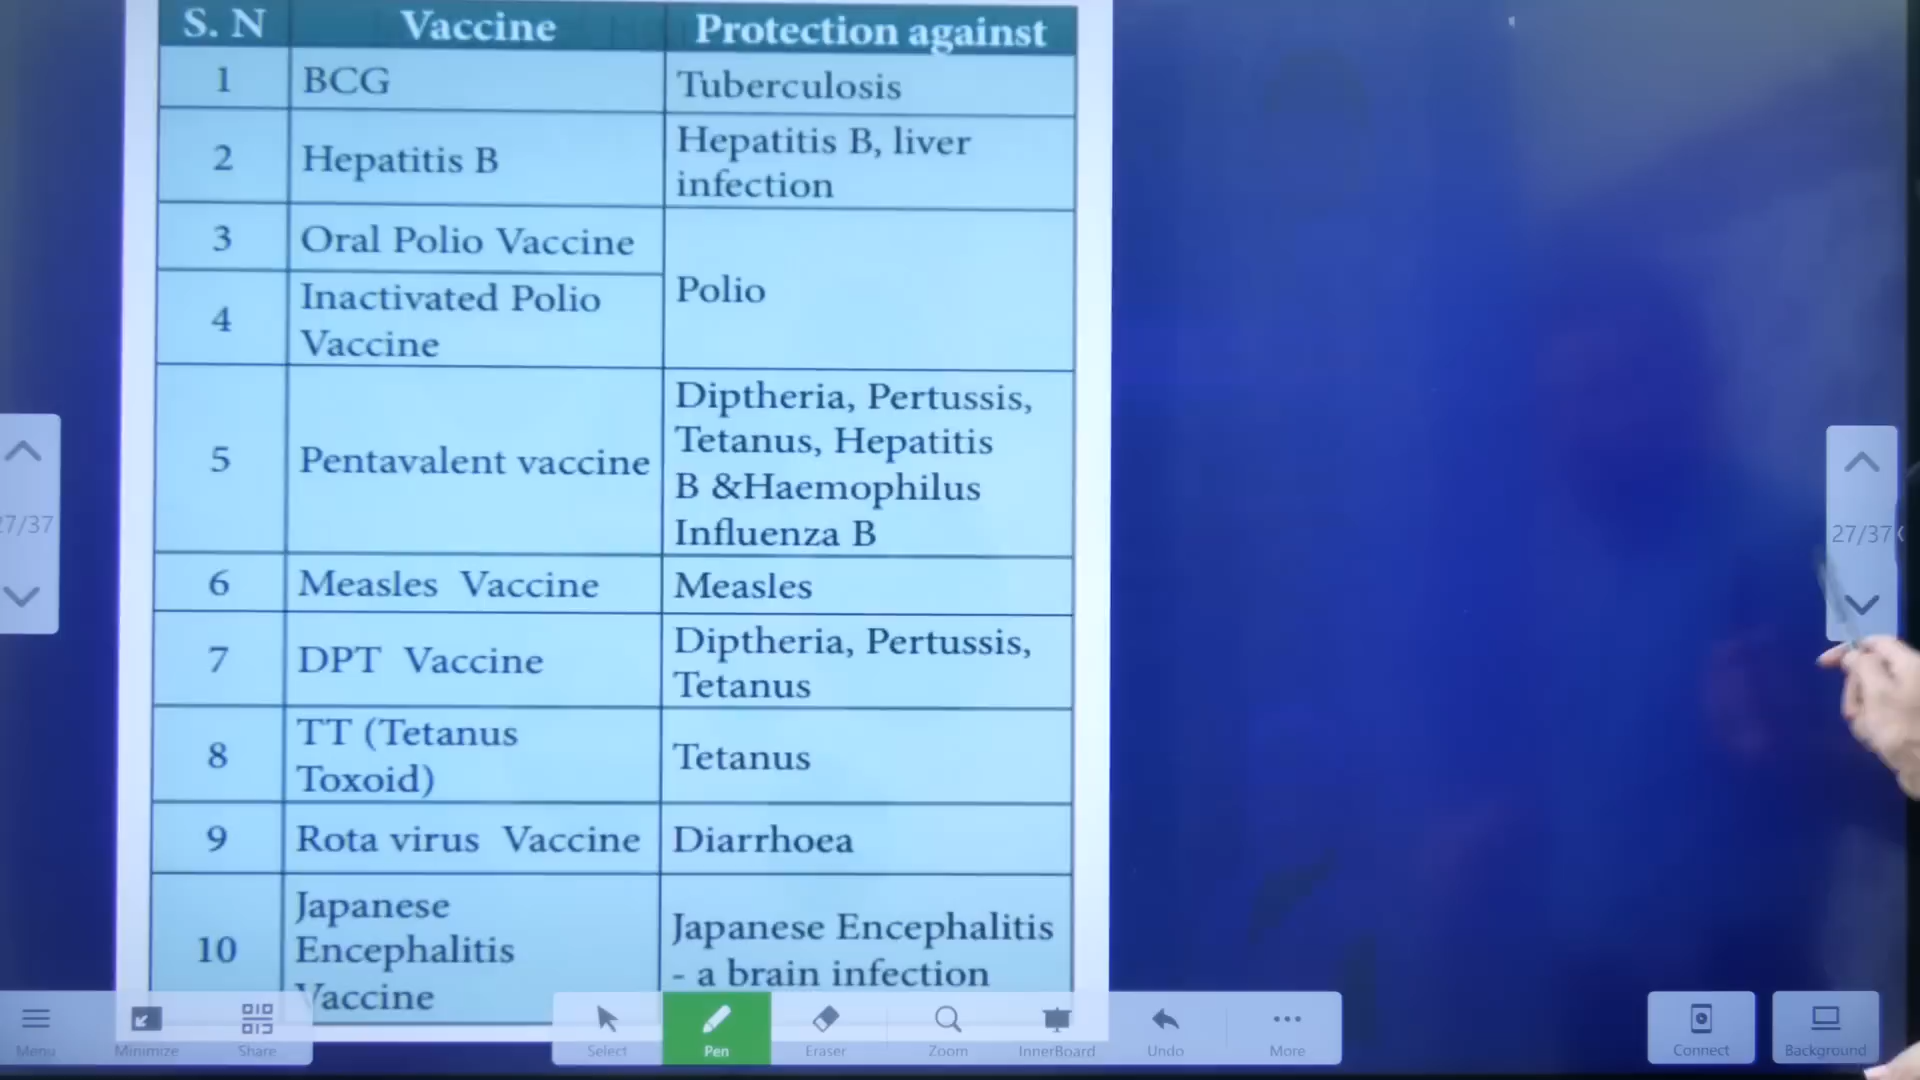 S. N Vaccine Protection against
1 BCG Tuberculosis
2 Hepatitis B Hepatitis B, liver
infection
3 Oral Polio Vaccine
Polio
4 Inactivated Polio
Vaccine
5 Pentavalent vaccine Diptheria, Pertussis,
Tetanus, Hepatitis
B &Haemophilus
Influenza B
6 Measles Vaccine Measles
7 DPT Vaccine Diptheria, Pertussis,
Tetanus
8 TT (Tetanus
Toxoid) Tetanus
9 Rota virus Vaccine Diarrhoea
10 Japanese
Encephalitis
Vaccine Japanese Encephalitis
- a brain infection
27/37
27/37
Menu Minimize Share Select Pen Eraser Zoom InnerBoard Undo More Connect Background